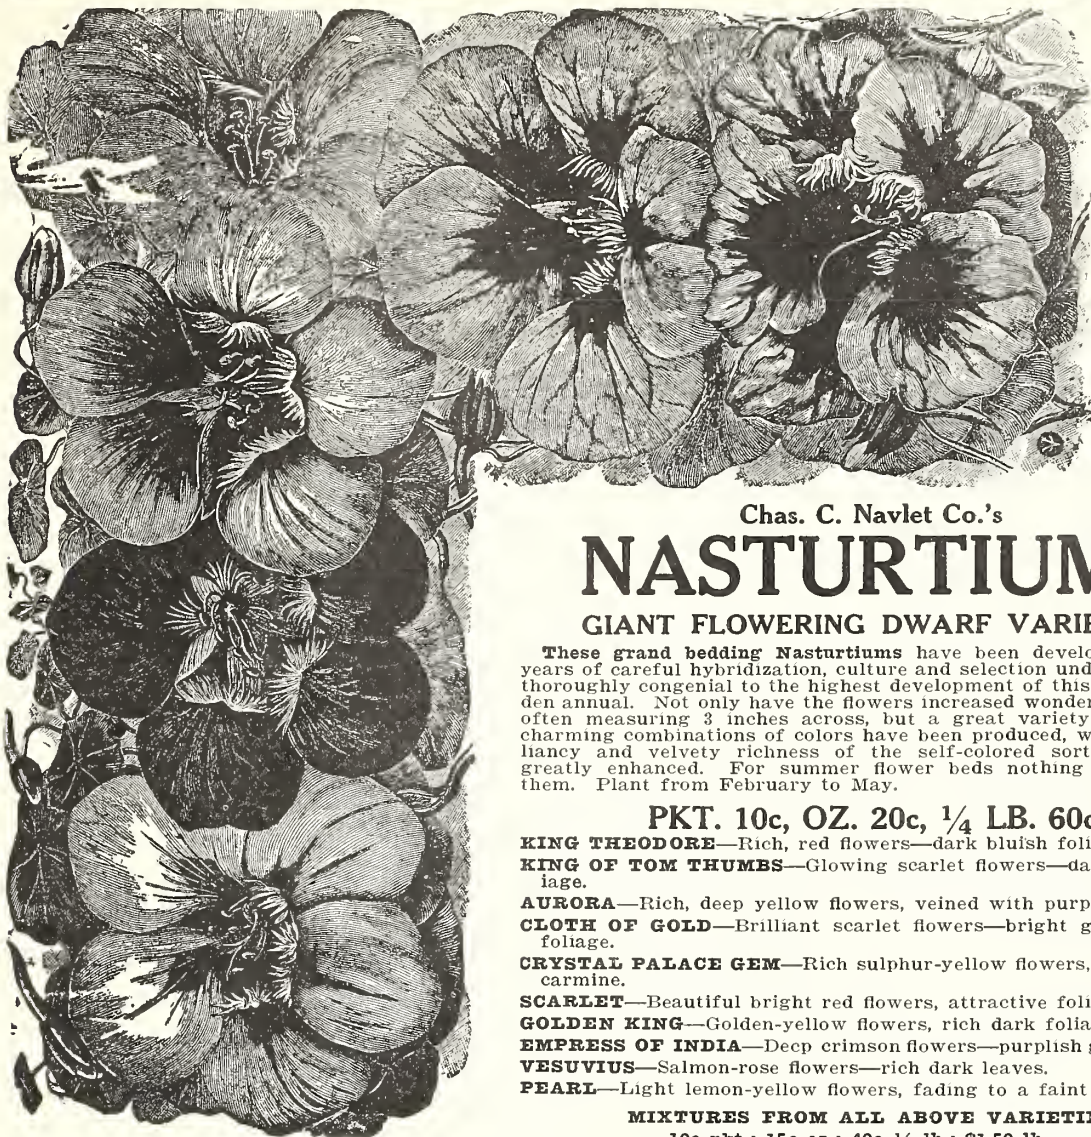 Chas. C. Navlet Co.'s
NASTURTIUM
GIANT FLOWERING DWARF VARIE
These grand bedding Nasturtiums have been develo
years of careful hybridization, culture and selection und
thoroughly congenial to the highest development of this
den annual. Not only have the flowers increased wonder
often measuring 3 inches across, but a great variety
charming combinations of colors have been produced, w
liancy and velvety richness of the self-colored sort
greatly enhanced. For summer flower beds nothing
them. Plant from February to May.
PKT. 10c, OZ. 20c, ¼ LB. 60c
KING THEODORE—Rich, red flowers—dark bluish foli
KING OF TOM THUMBS—Glowing scarlet flowers—da
iage.
AURORA—Rich, deep yellow flowers, veined with purp
CLOTH OF GOLD—Brilliant scarlet flowers—bright g
foliage.
CRYSTAL PALACE GEM—Rich sulphur-yellow flowers,
carmine.
SCARLET—Beautiful bright red flowers, attractive foli
GOLDEN KING—Golden-yellow flowers, rich dark folia
EMPRESS OF INDIA—Deep crimson flowers—purplish g
VESUVIUS—Salmon-rose flowers—rich dark leaves.
PEARL—Light lemon-yellow flowers, fading to a faint
MIXTURES FROM ALL ABOVE VARIETI